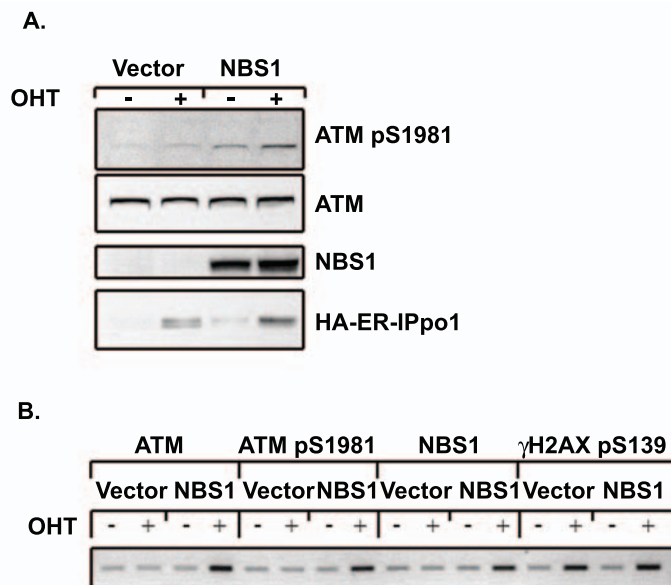 A.
Vector NBS1
OHT - + - +
ATM pS1981
ATM
NBS1
HA-ER-IPpo1
B.
ATM ATM pS1981 NBS1 γH2AX pS139
Vector NBS1 Vector NBS1 Vector NBS1 Vector NBS1
OHT - + - + - + - + - + - + - + - +